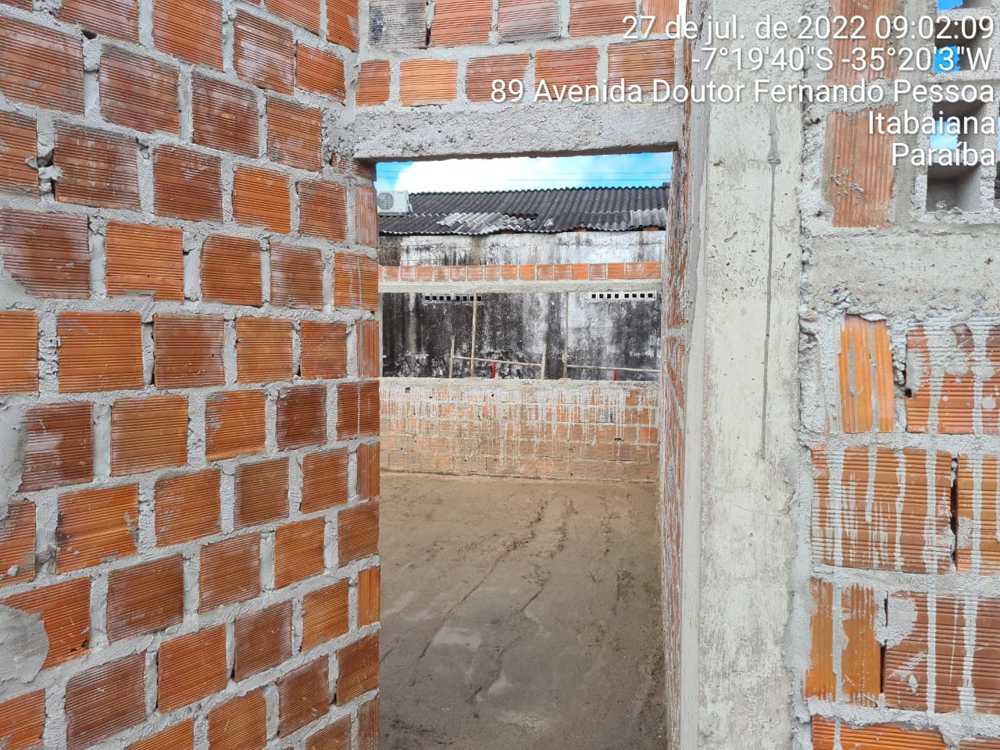 27 de jul. de 2022 09:02:09
-7°19'40"S -35°20'3"W
89 Avenida Doutor Fernando Pessoa
Itabaiana
Paraíba